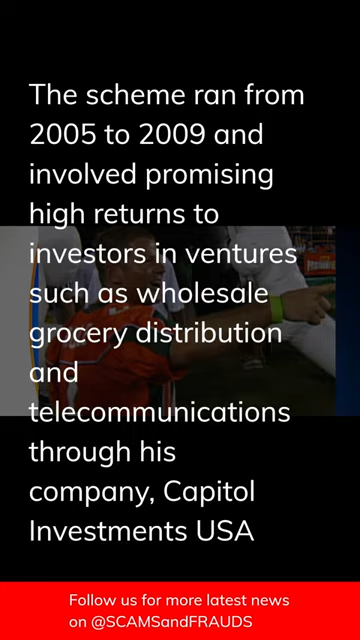 The scheme ran from
2005 to 2009 and
involved promising
high returns to
investors in ventures
such as wholesale
grocery distribution
and
telecommunications
through his
company, Capitol
Investments USA
Follow us for more latest news
on @SCAMSandFRAUDS